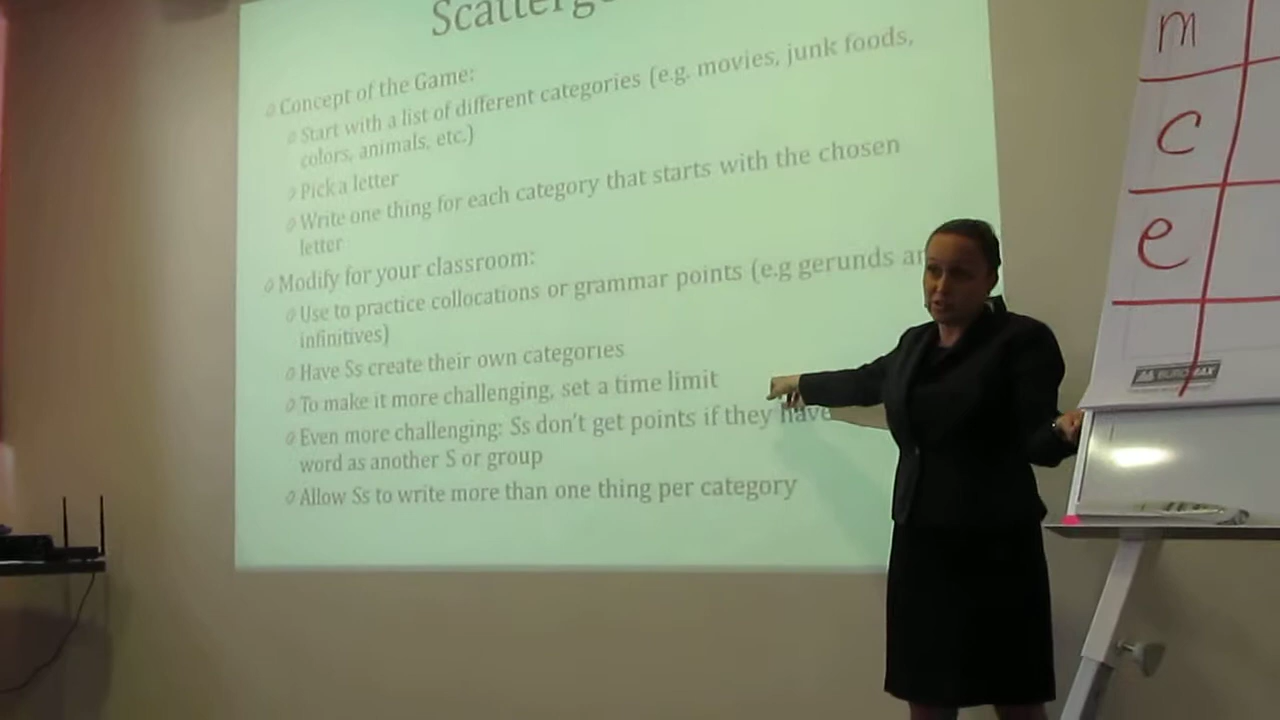 Concept of the Game:
Start with a list of different categories (e.g. movies, junk foods,
colors, animals, etc.)
Pick a letter
Write one thing for each category that starts with the chosen
letter
Modify for your classroom:
Use to practice collocations or grammar points (e.g gerunds
infinitives)
Have Ss create their own categories
To make it more challenging, set a time limit
Even more challenging: Ss don't get points if they have
word as another S or group
Allow Ss to write more than one thing per category
m
c
e